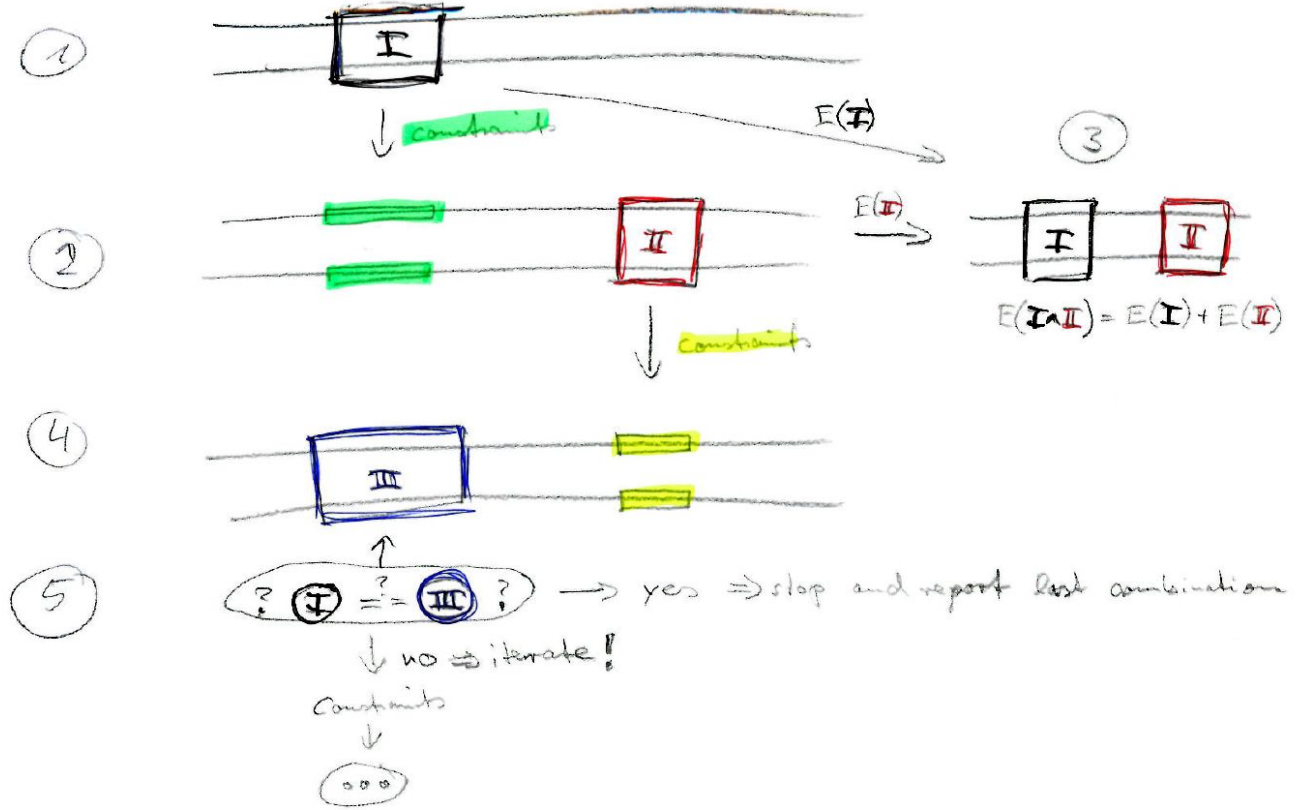 1
I
constraints
E(I)
3
2
II
E(II)
I II
E(I∧II) = E(I) + E(II)
constraints
4
III
5
? I =?= III ? → yes ⇒ stop and report last combination
no ⇒ iterate!
Constraints